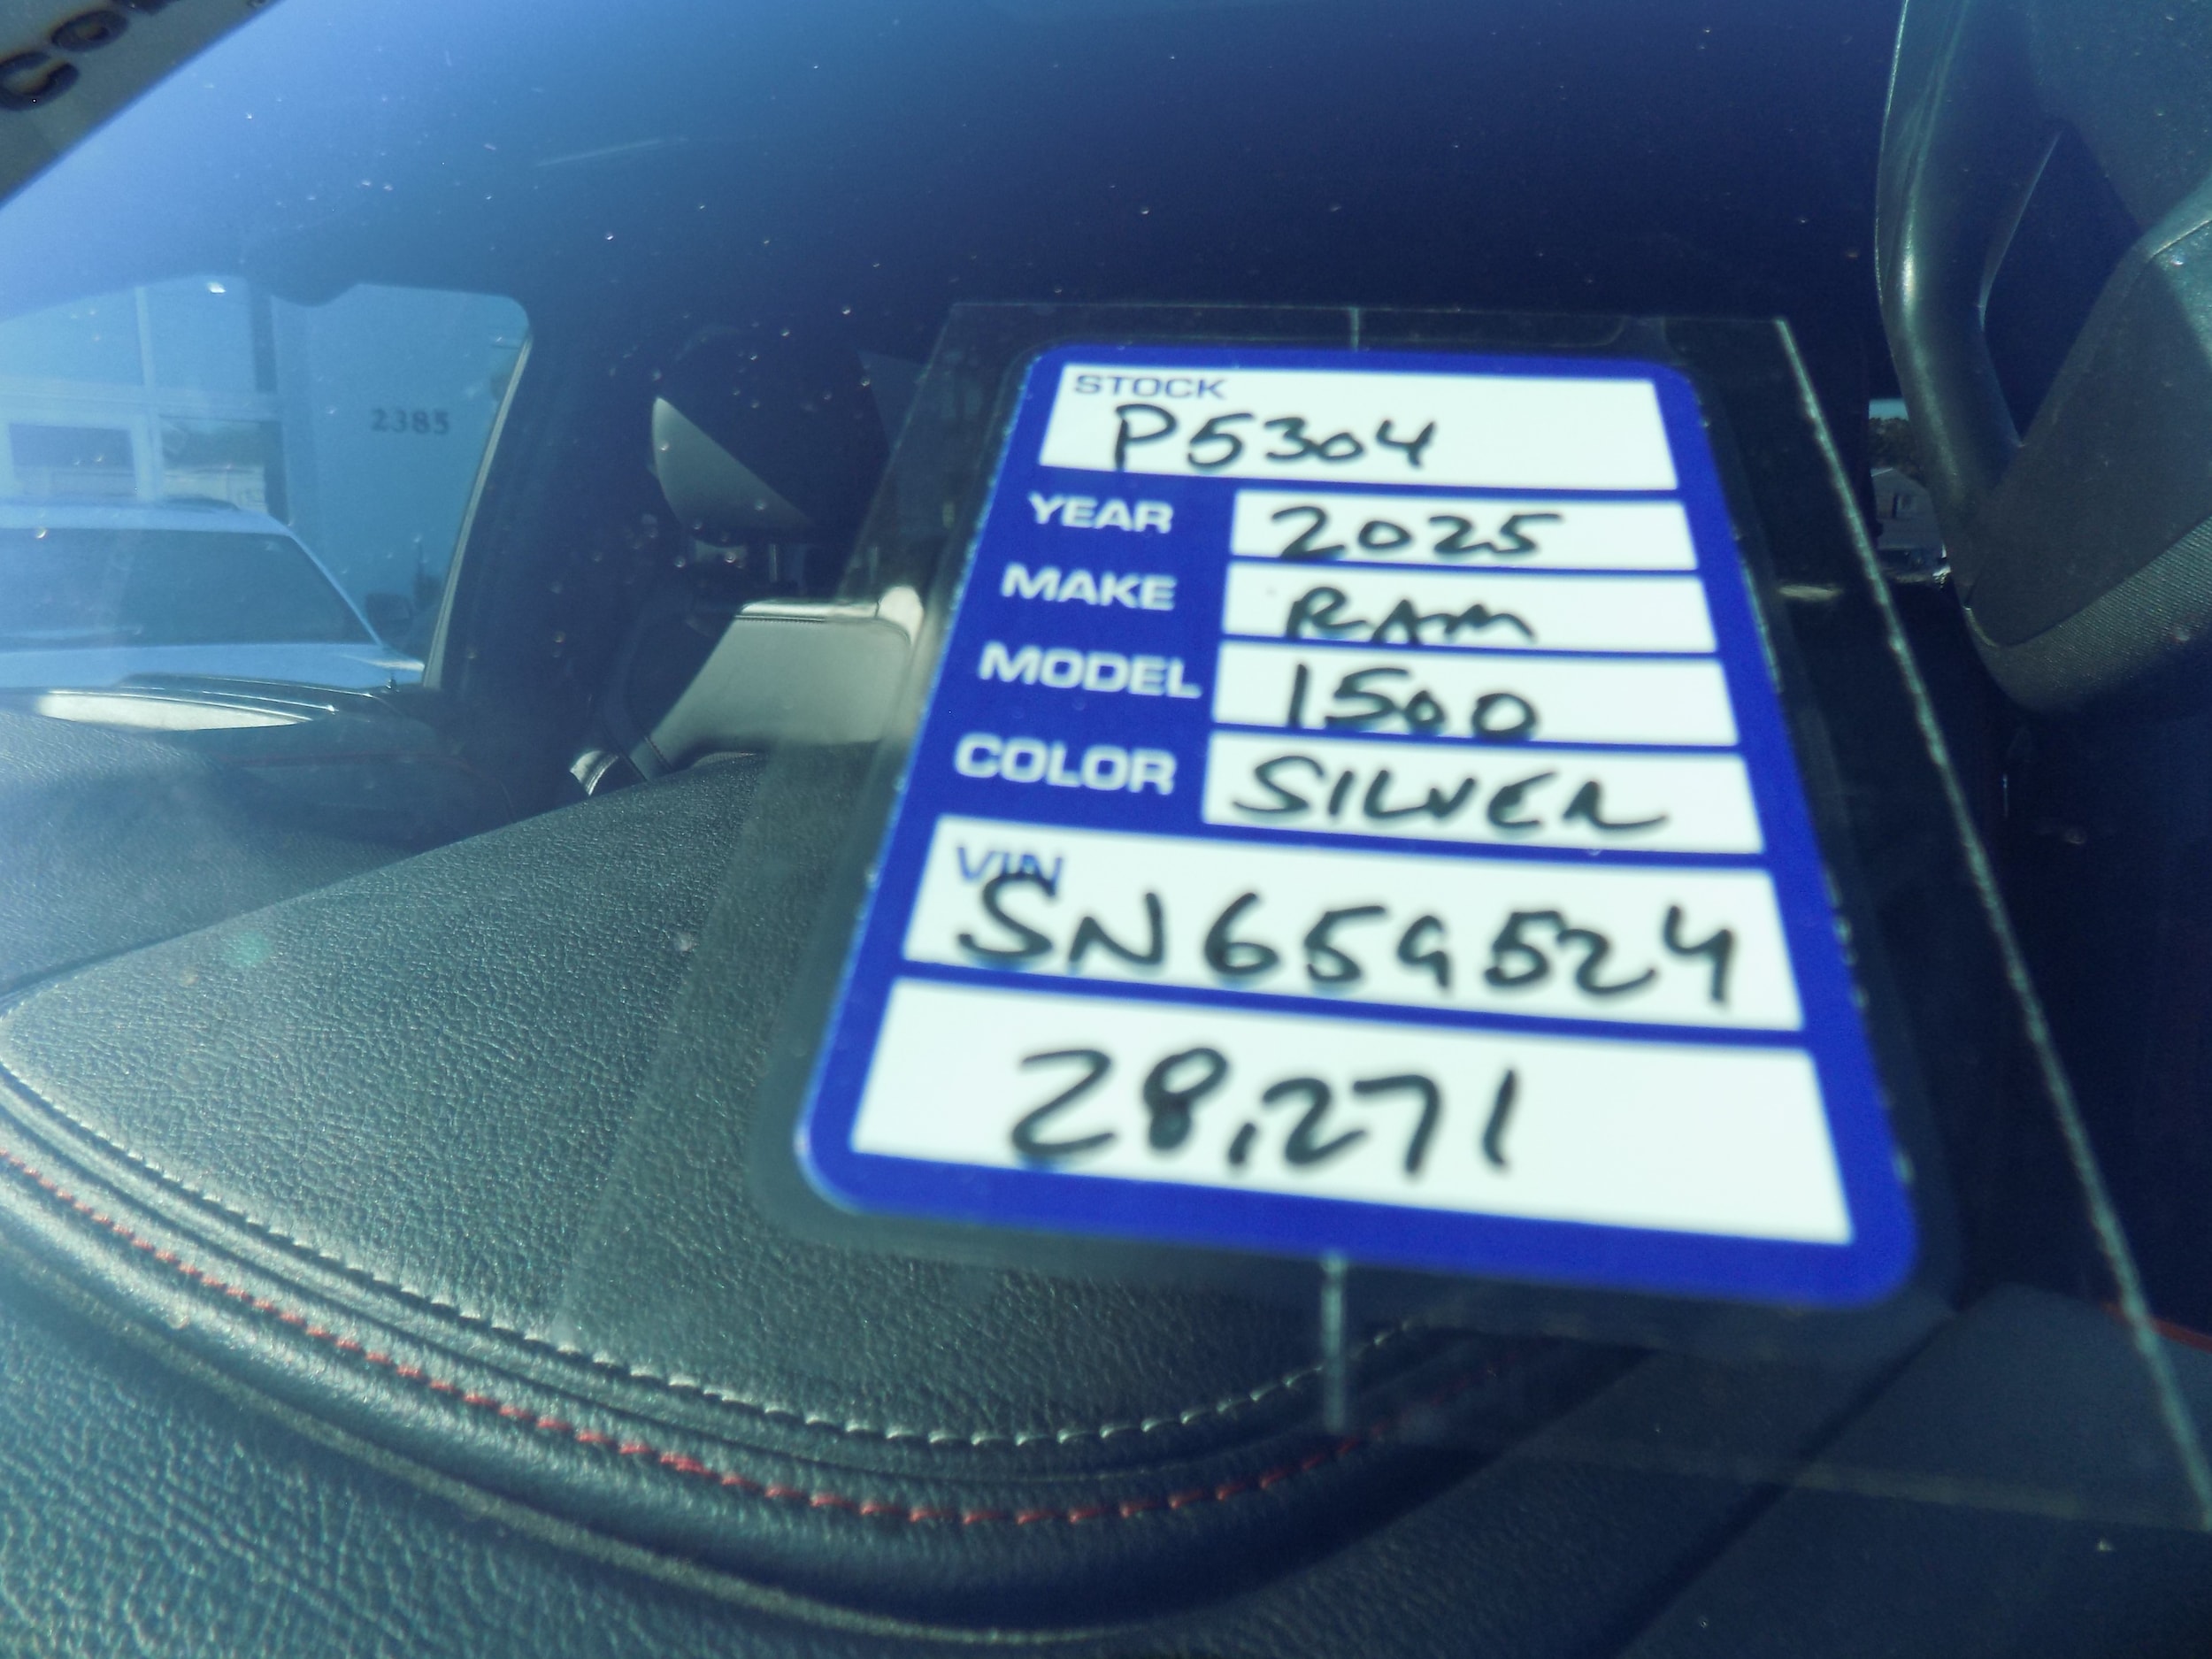 2385
STOCK
P5304
YEAR 2025
MAKE RAM
MODEL 1500
COLOR SILVER
VIN
SN659524
28,271